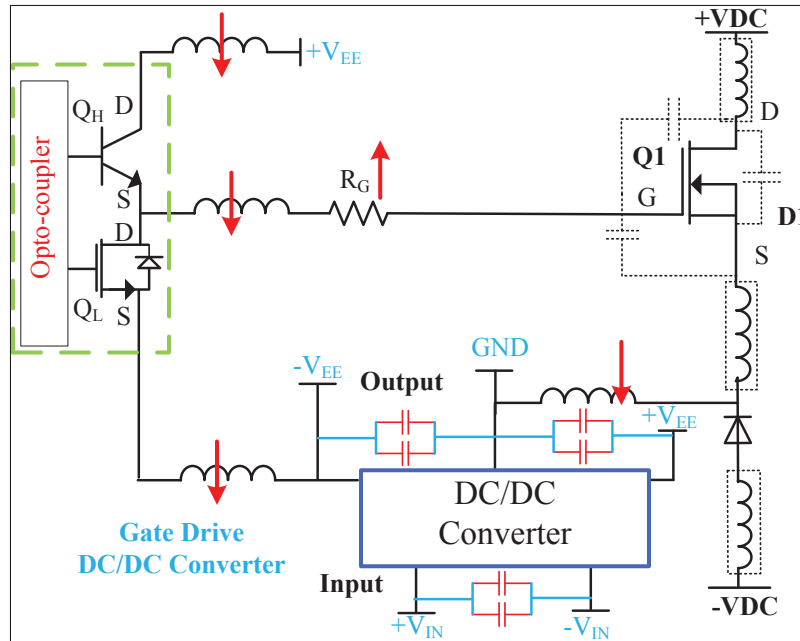 +VDC
+V_EE
D
Q_H
D
Q1
R_G
S
G
D
D1
Opto-coupler
S
Q_L
S
GND
-V_EE
Output
+V_EE
DC/DC
Converter
Gate Drive
DC/DC Converter
Input
+V_IN
-V_IN
-VDC